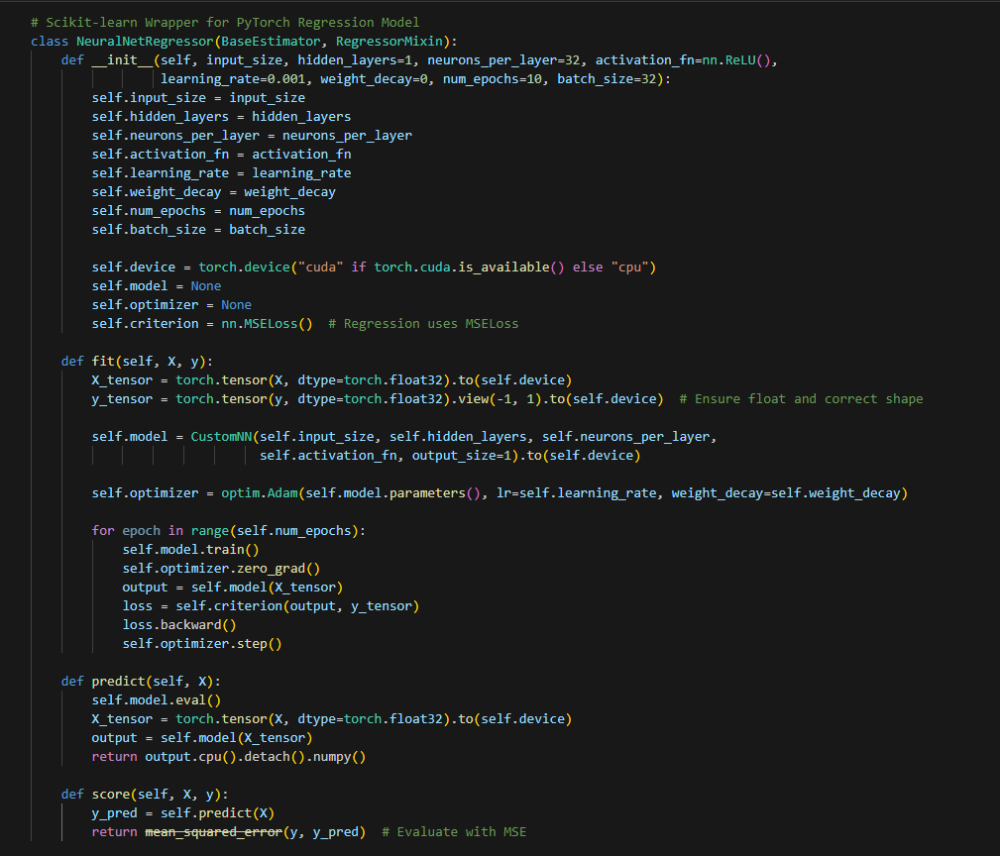 # Scikit-learn Wrapper for PyTorch Regression Model
class NeuralNetRegressor(BaseEstimator, RegressorMixin):
    def __init__(self, input_size, hidden_layers=1, neurons_per_layer=32, activation_fn=nn.ReLU(),
                 learning_rate=0.001, weight_decay=0, num_epochs=10, batch_size=32):
        self.input_size = input_size
        self.hidden_layers = hidden_layers
        self.neurons_per_layer = neurons_per_layer
        self.activation_fn = activation_fn
        self.learning_rate = learning_rate
        self.weight_decay = weight_decay
        self.num_epochs = num_epochs
        self.batch_size = batch_size

        self.device = torch.device("cuda" if torch.cuda.is_available() else "cpu")
        self.model = None
        self.optimizer = None
        self.criterion = nn.MSELoss()  # Regression uses MSELoss

    def fit(self, X, y):
        X_tensor = torch.tensor(X, dtype=torch.float32).to(self.device)
        y_tensor = torch.tensor(y, dtype=torch.float32).view(-1, 1).to(self.device)  # Ensure float and correct shape

        self.model = CustomNN(self.input_size, self.hidden_layers, self.neurons_per_layer,
                              self.activation_fn, output_size=1).to(self.device)

        self.optimizer = optim.Adam(self.model.parameters(), lr=self.learning_rate, weight_decay=self.weight_decay)

        for epoch in range(self.num_epochs):
            self.model.train()
            self.optimizer.zero_grad()
            output = self.model(X_tensor)
            loss = self.criterion(output, y_tensor)
            loss.backward()
            self.optimizer.step()

    def predict(self, X):
        self.model.eval()
        X_tensor = torch.tensor(X, dtype=torch.float32).to(self.device)
        output = self.model(X_tensor)
        return output.cpu().detach().numpy()

    def score(self, X, y):
        y_pred = self.predict(X)
        return mean_squared_error(y, y_pred)  # Evaluate with MSE